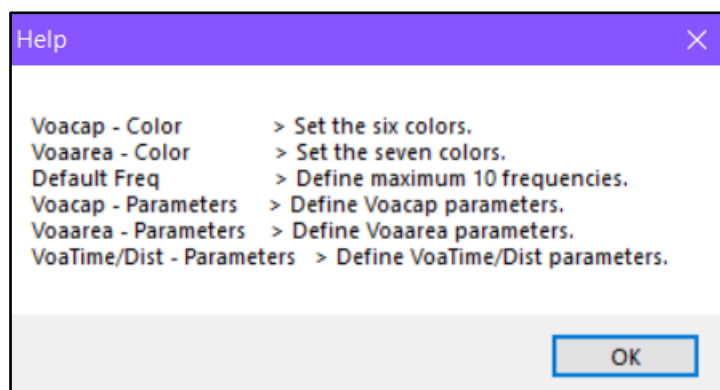 Help
Voacap - Color > Set the six colors.
Voaarea - Color > Set the seven colors.
Default Freq > Define maximum 10 frequencies.
Voacap - Parameters > Define Voacap parameters.
Voaarea - Parameters > Define Voaarea parameters.
VoaTime/Dist - Parameters > Define VoaTime/Dist parameters.
OK